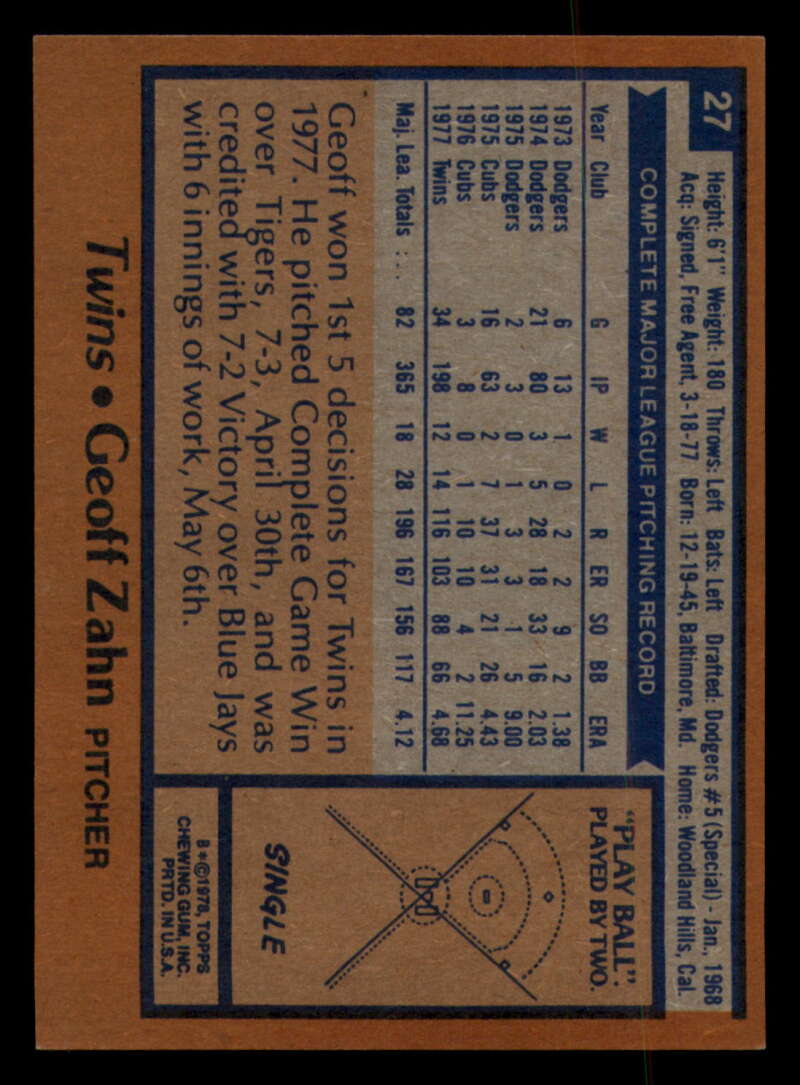 27
Height: 6'1" Weight: 180 Throws: Left Bats: Left Drafted: Dodgers #5 (Special) - Jan., 1968
Acq: Signed, Free Agent, 3-18-77 Born: 12-19-45, Baltimore, Md. Home: Woodland Hills, Cal.
COMPLETE MAJOR LEAGUE PITCHING RECORD
Year Club G IP W L R ER SO BB ERA
1973 Dodgers 6 13 1 0 2 2 9 2 1.38
1974 Dodgers 21 80 3 5 28 18 33 16 2.03
1975 Dodgers 2 3 0 1 3 3 1 5 9.00
1975 Cubs 16 63 2 7 37 31 21 26 4.43
1976 Cubs 3 8 0 1 10 10 4 2 11.25
1977 Twins 34 198 12 14 116 103 88 66 4.68
Maj. Lea. Totals ... 82 365 18 28 196 167 156 117 4.12
Geoff won 1st 5 decisions for Twins in
1977. He pitched Complete Game Win
over Tigers, 7-3, April 30th, and was
credited with 7-2 Victory over Blue Jays
with 6 innings of work, May 6th.
"PLAY BALL".
PLAYED BY TWO.
SINGLE
B*©1978, TOPPS
CHEWING GUM, INC.
PRTD. IN U.S.A.
Twins • Geoff Zahn PITCHER